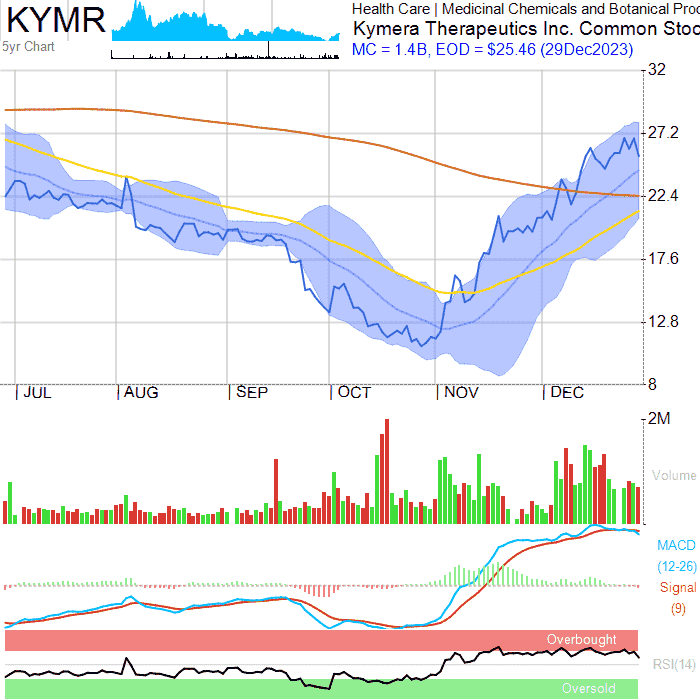 KYMR
5yr Chart
Health Care | Medicinal Chemicals and Botanical Proc
Kymera Therapeutics Inc. Common Stoc
MC = 1.4B, EOD = $25.46 (29Dec2023)
32
27.2
22.4
17.6
12.8
8
JUL AUG SEP OCT NOV DEC
2M
Volume
MACD
(12-26)
Signal
(9)
Overbought
RSI(14)
Oversold